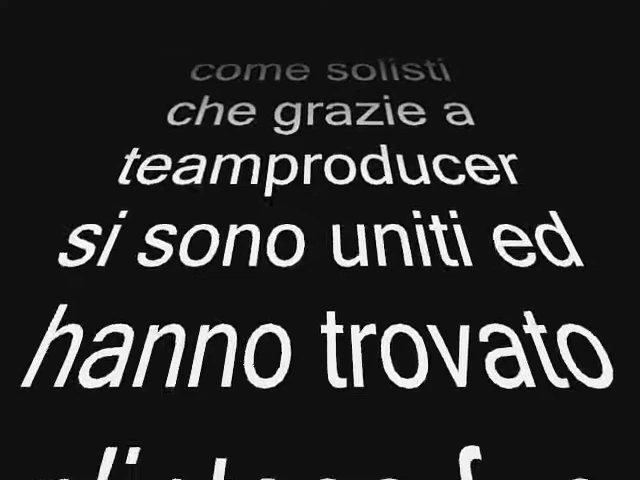 come solisti
che grazie a
teamproducer
si sono uniti ed
hanno trovato